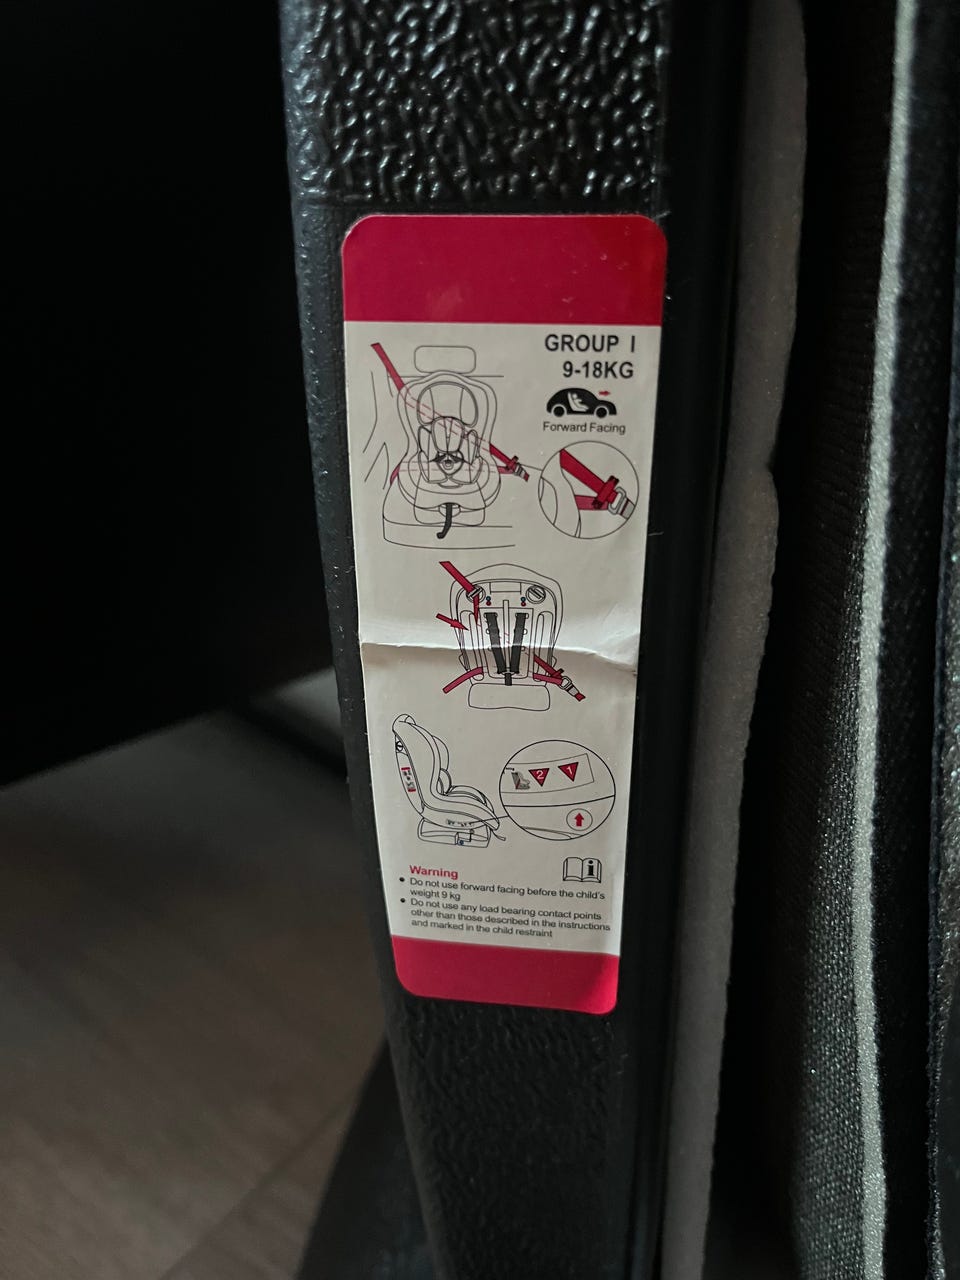 GROUP I
9-18KG
Forward Facing
2 1
Warning
• Do not use forward facing before the child's
weight 9 kg
• Do not use any load bearing contact points
other than those described in the instructions
and marked in the child restraint